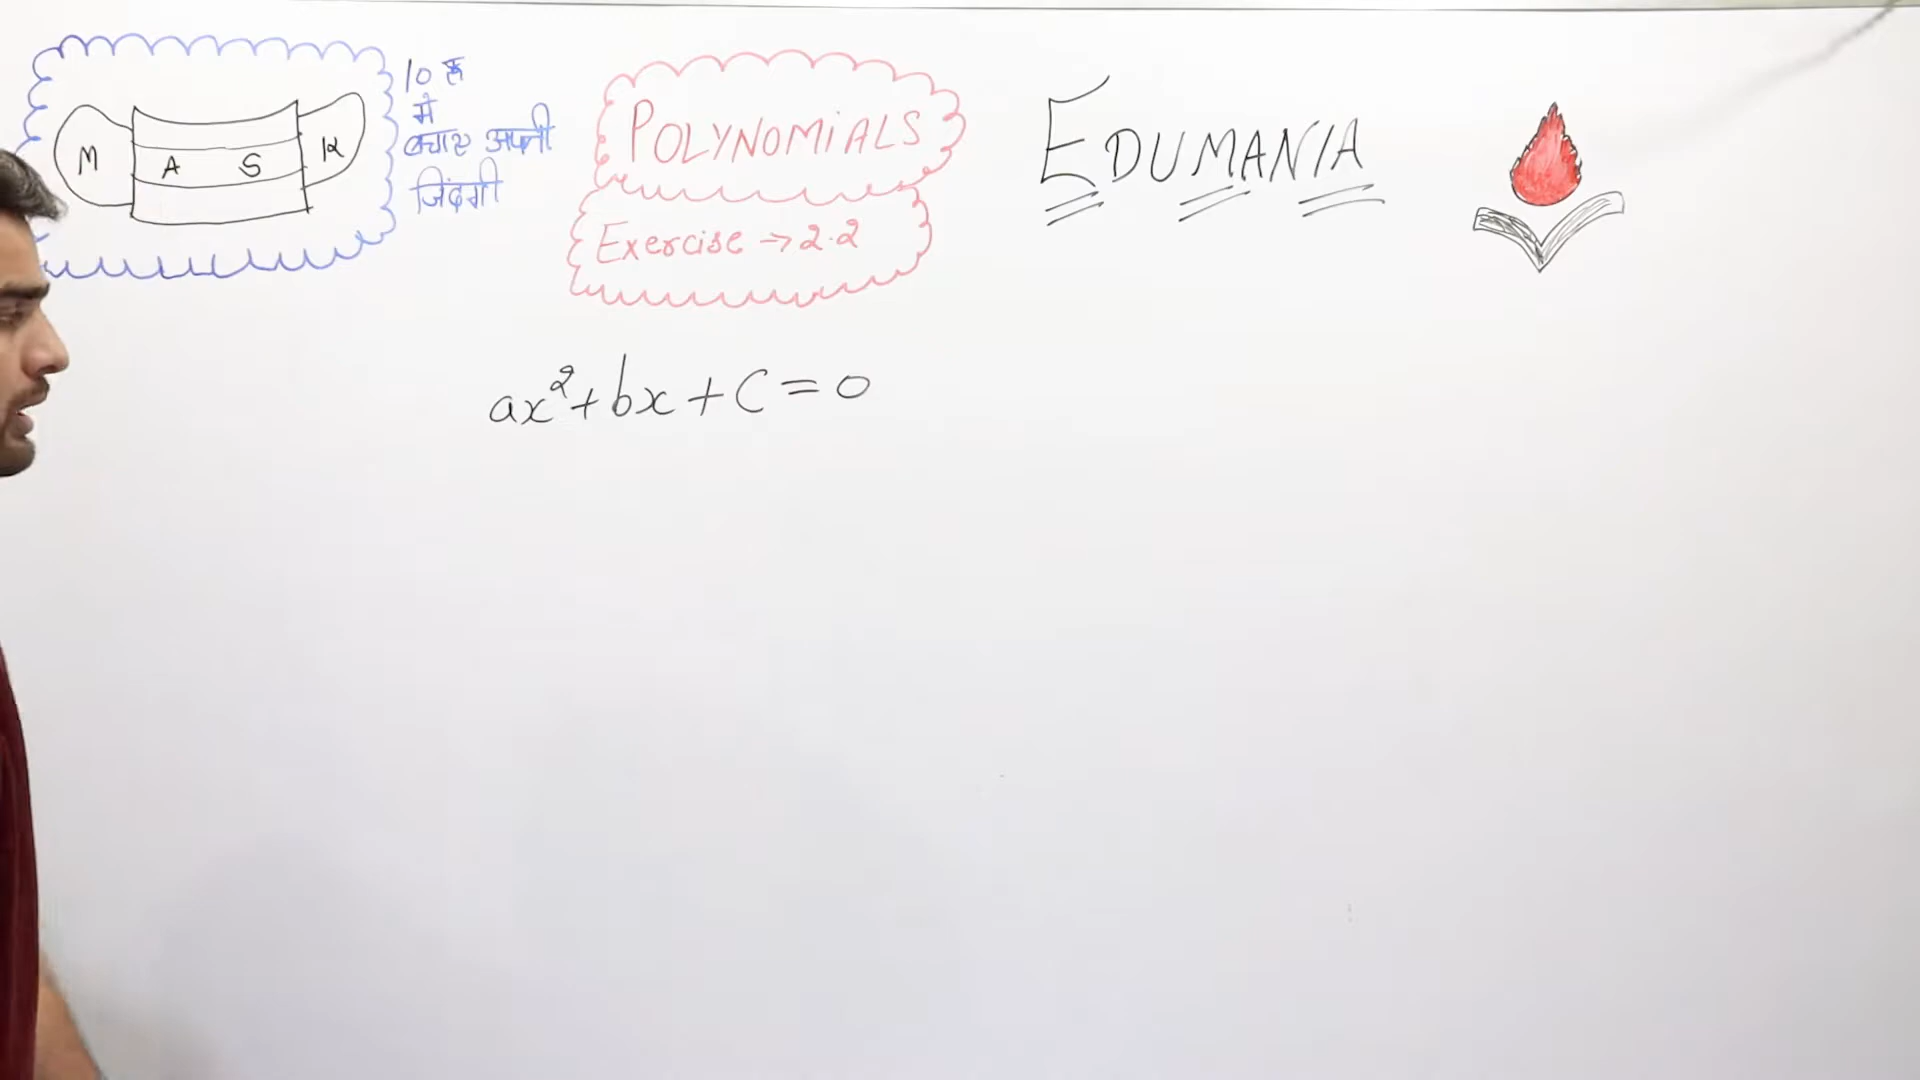 M A S K
10 रु
में
बचाए अपनी
जिंदगी
POLYNOMiALS
Exercise → 2.2
EDUMANIA
ax²+bx+C=0